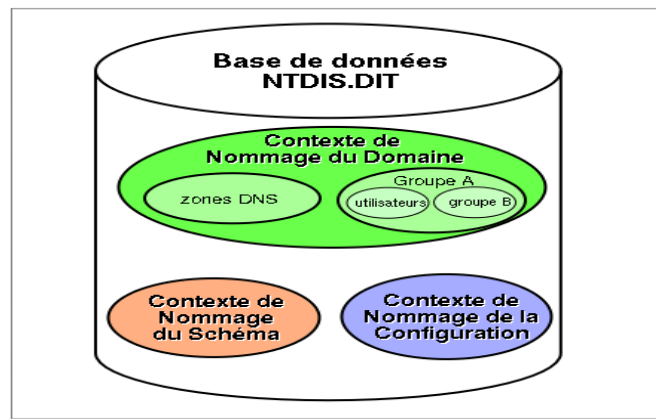 Base de données
NTDIS.DIT
Contexte de
Nommage du Domaine
zones DNS
Groupe A
utilisateurs
groupe B
Contexte de
Nommage
du Schéma
Contexte de
Nommage de la
Configuration